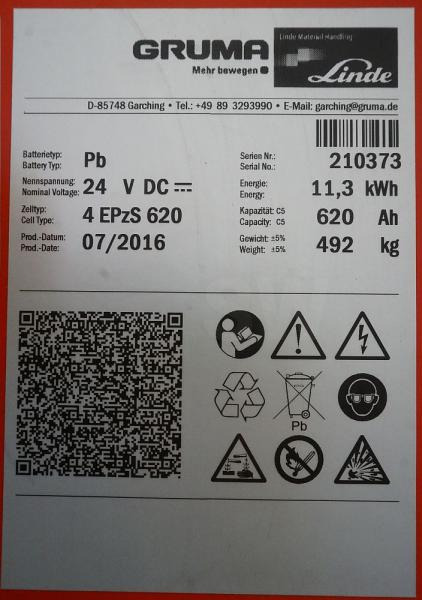 GRUMA
Mehr bewegen
Linde Material Handling
Linde
D-85748 Garching • Tel.: +49 89 3293990 • E-Mail: garching@gruma.de
Batterietyp: Pb
Battery Typ:
Serien Nr.: 210373
Serial No.:
Nennspannung: 24 V DC
Nominal Voltage:
Energie: 11,3 kWh
Energy:
Zelltyp: 4 EPzS 620
Cell Type:
Kapazität: C5 620 Ah
Capacity: C5
Prod.-Datum: 07/2016
Prod.-Date:
Gewicht: ±5% 492 kg
Weight: ±5%
Pb